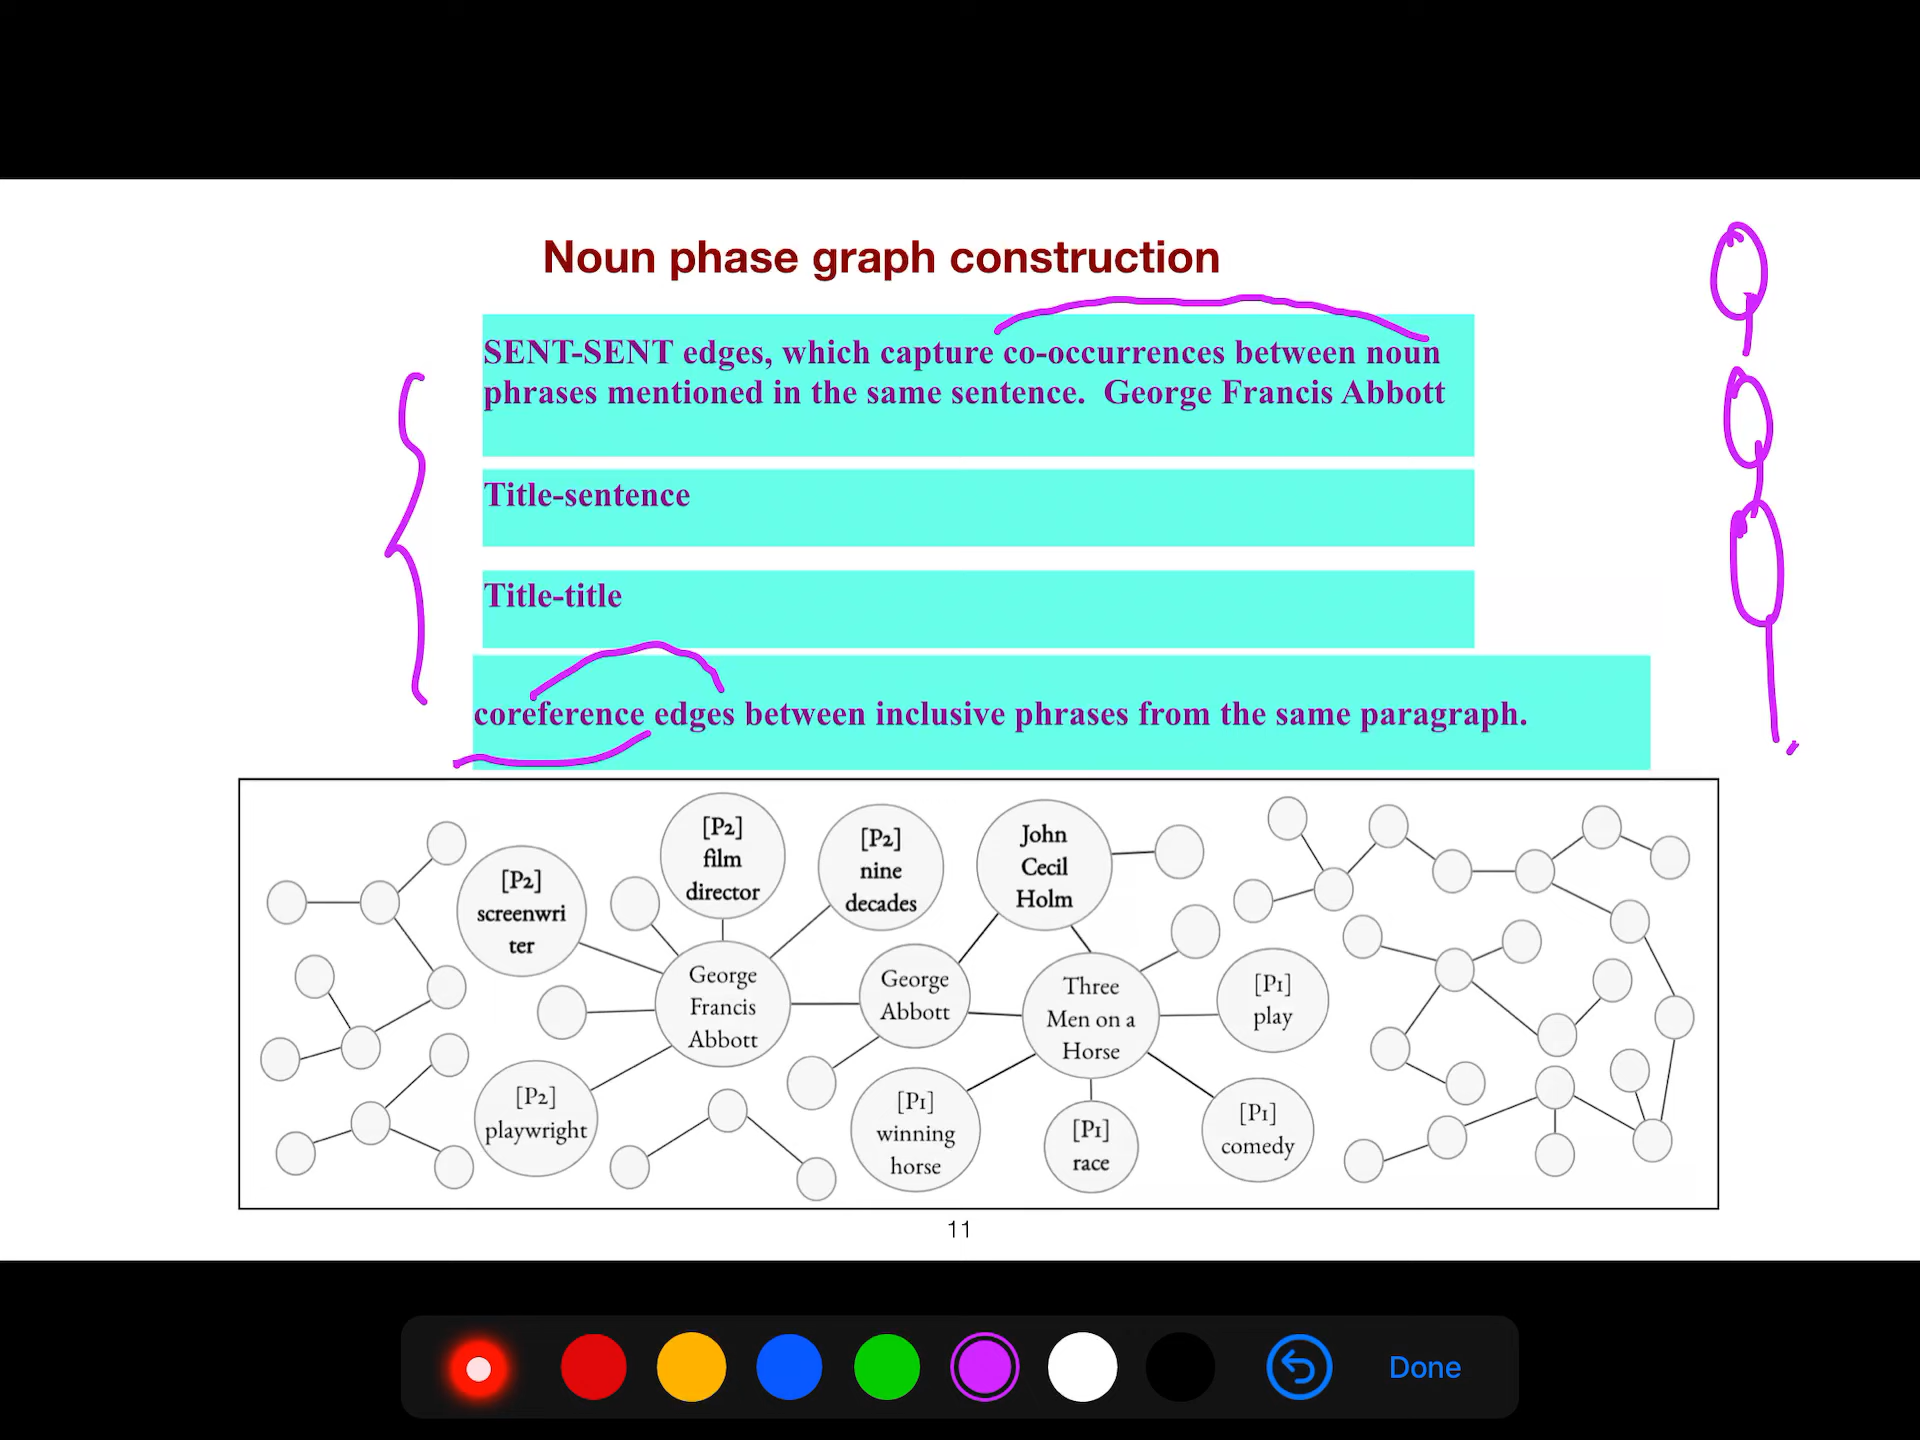 Noun phase graph construction
SENT-SENT edges, which capture co-occurrences between noun
phrases mentioned in the same sentence.  George Francis Abbott
Title-sentence
Title-title
coreference edges between inclusive phrases from the same paragraph.
[P2]
screenwri
ter
[P2]
film
director
[P2]
nine
decades
John
Cecil
Holm
George
Francis
Abbott
George
Abbott
Three
Men on a
Horse
[P1]
play
[P2]
playwright
[P1]
winning
horse
[P1]
race
[P1]
comedy
11
Done